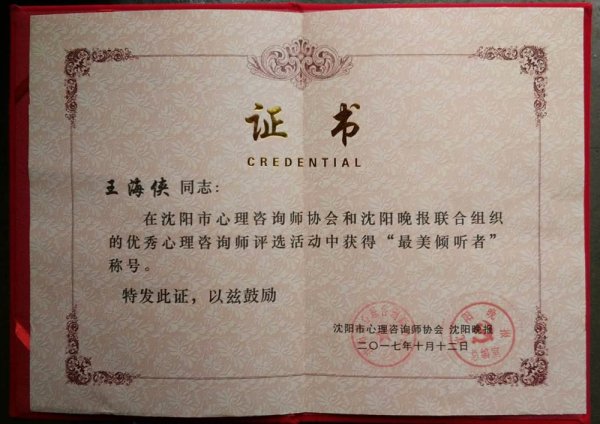 证书
CREDENTIAL
王海侠 同志：
在沈阳市心理咨询师协会和沈阳晚报联合组织
的优秀心理咨询师评选活动中获得“最美倾听者”
称号。
特发此证，以兹鼓励
沈阳市心理咨询师协会 沈阳晚报
二〇一七年十月十二日